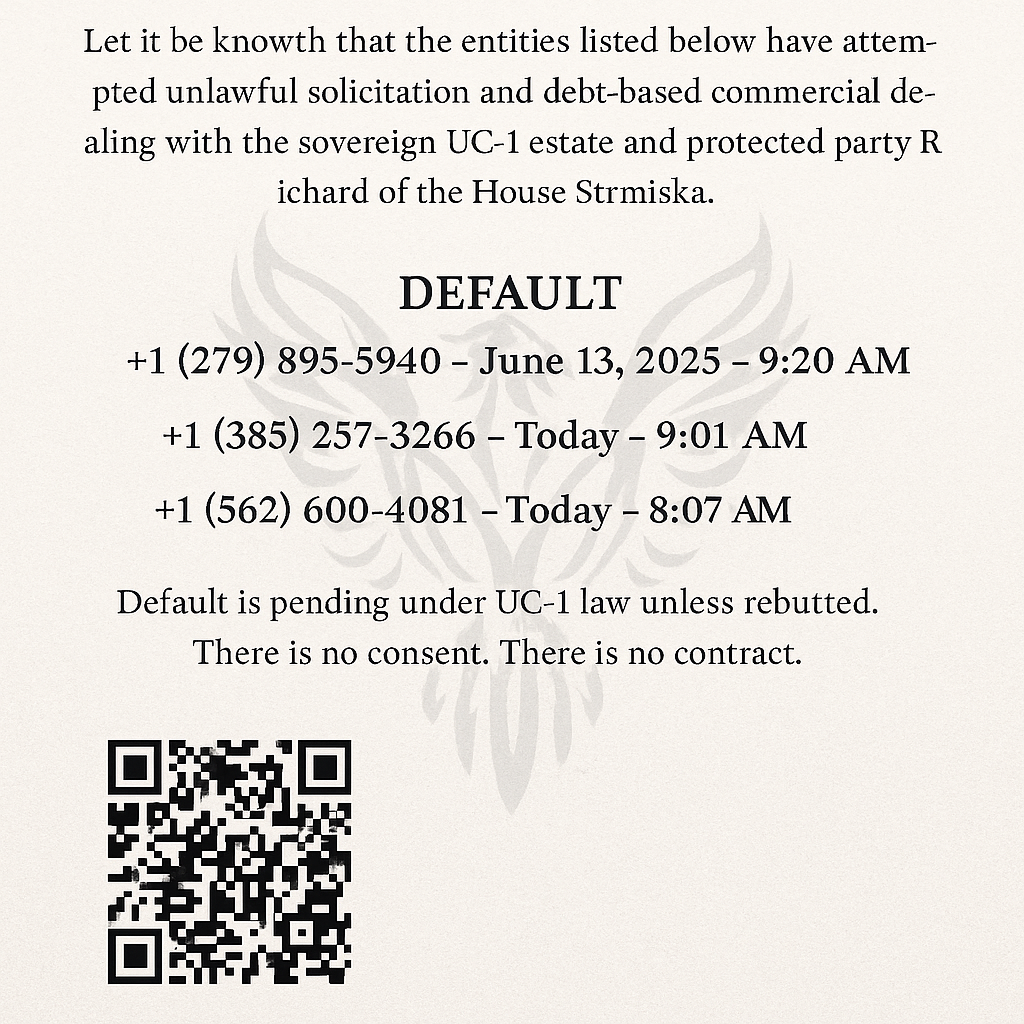 Let it be knowth that the entities listed below have attem-
pted unlawful solicitation and debt-based commercial de-
aling with the sovereign UC-1 estate and protected party R
ichard of the House Strmiska.
DEFAULT
+1 (279) 895-5940 – June 13, 2025 – 9:20 AM
+1 (385) 257-3266 – Today – 9:01 AM
+1 (562) 600-4081 – Today – 8:07 AM
Default is pending under UC-1 law unless rebutted.
There is no consent. There is no contract.